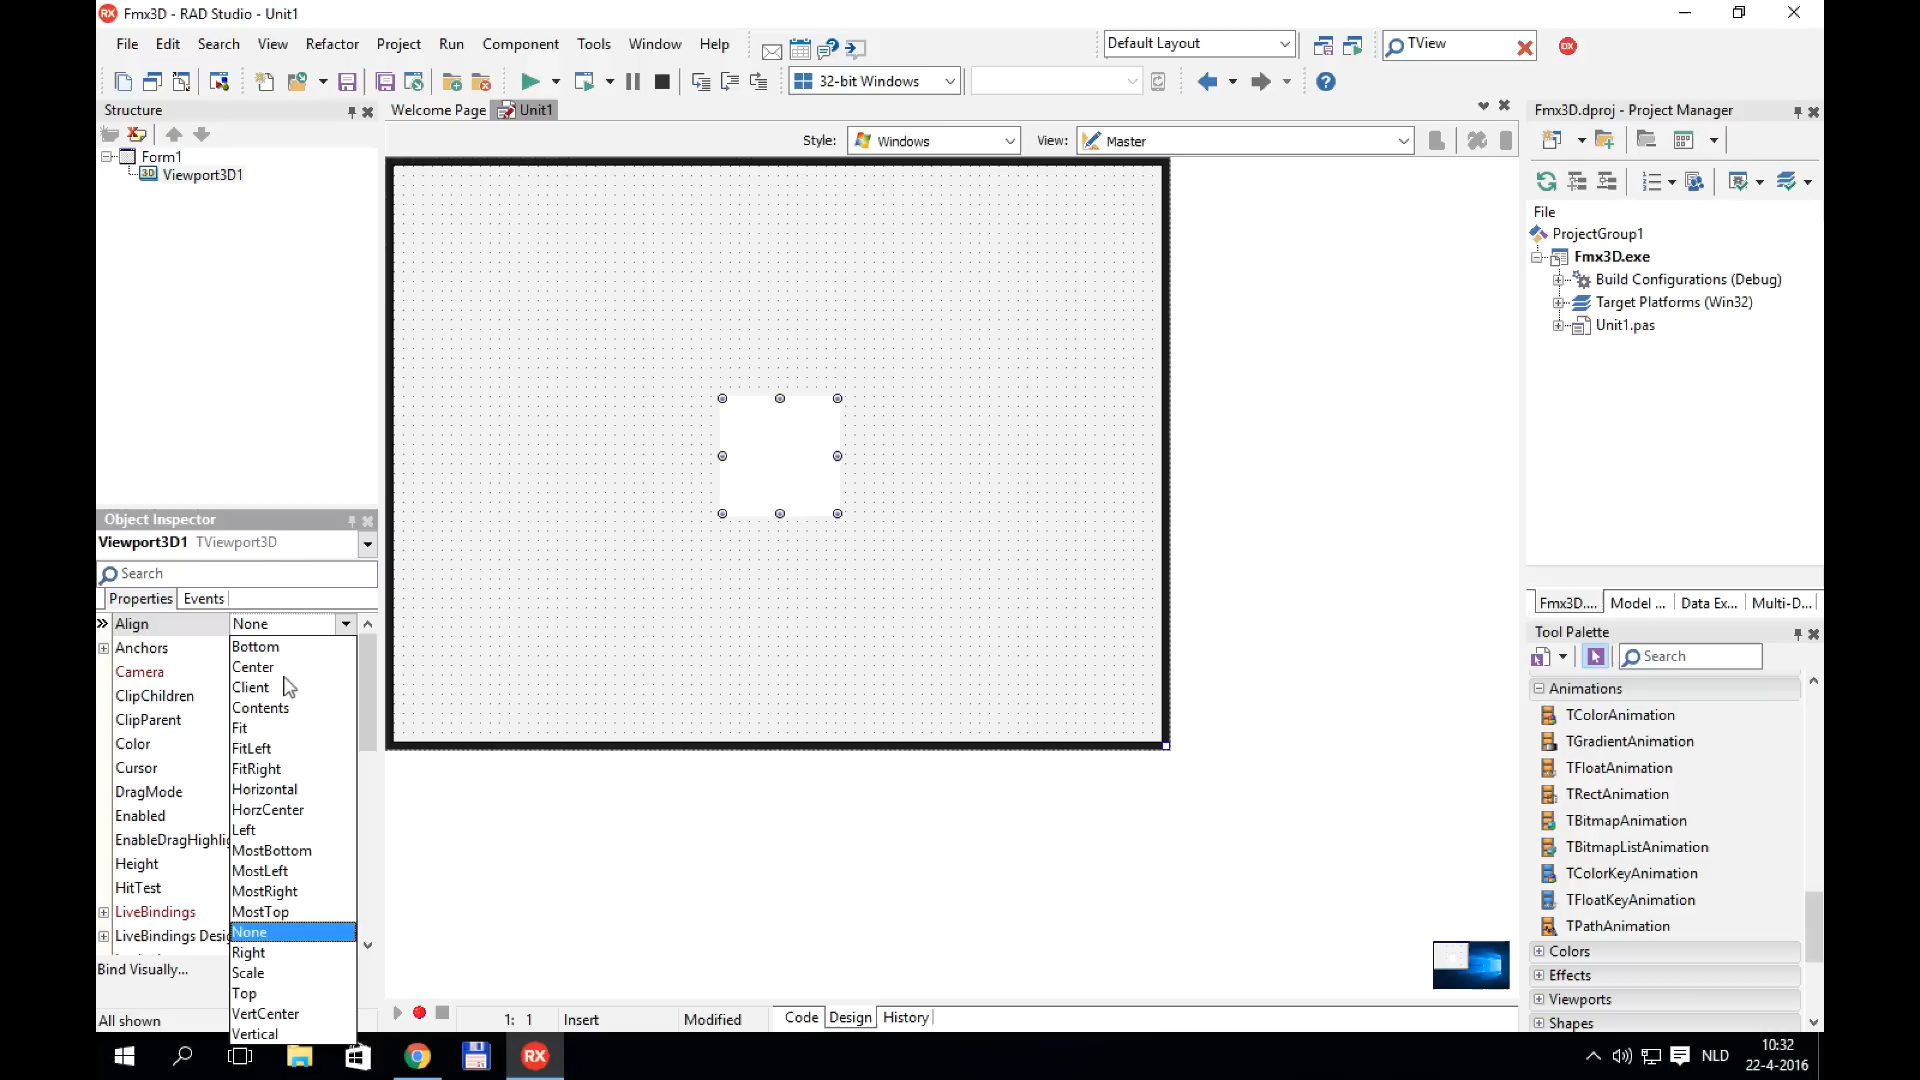 Fmx3D - RAD Studio - Unit1
File Edit Search View Refactor Project Run Component Tools Window Help
Default Layout
TView
32-bit Windows
Structure
Welcome Page
Unit1
Fmx3D.dproj - Project Manager
Style: Windows
View: Master
Form1
Viewport3D1
File
ProjectGroup1
Fmx3D.exe
Build Configurations (Debug)
Target Platforms (Win32)
Unit1.pas
Object Inspector
Viewport3D1 TViewport3D
Search
Properties Events
Align None
Anchors
Camera
ClipChildren
ClipParent
Color
Cursor
DragMode
Enabled
EnableDragHighli
Height
HitTest
LiveBindings
LiveBindings Desi
Bottom
Center
Client
Contents
Fit
FitLeft
FitRight
Horizontal
HorzCenter
Left
MostBottom
MostLeft
MostRight
MostTop
None
Right
Scale
Top
VertCenter
Vertical
Bind Visually...
All shown
Fmx3D.... Model ... Data Ex... Multi-D...
Tool Palette
Search
Animations
TColorAnimation
TGradientAnimation
TFloatAnimation
TRectAnimation
TBitmapAnimation
TBitmapListAnimation
TColorKeyAnimation
TFloatKeyAnimation
TPathAnimation
Colors
Effects
Viewports
Shapes
1: 1 Insert Modified Code Design History
NLD
10:32
22-4-2016